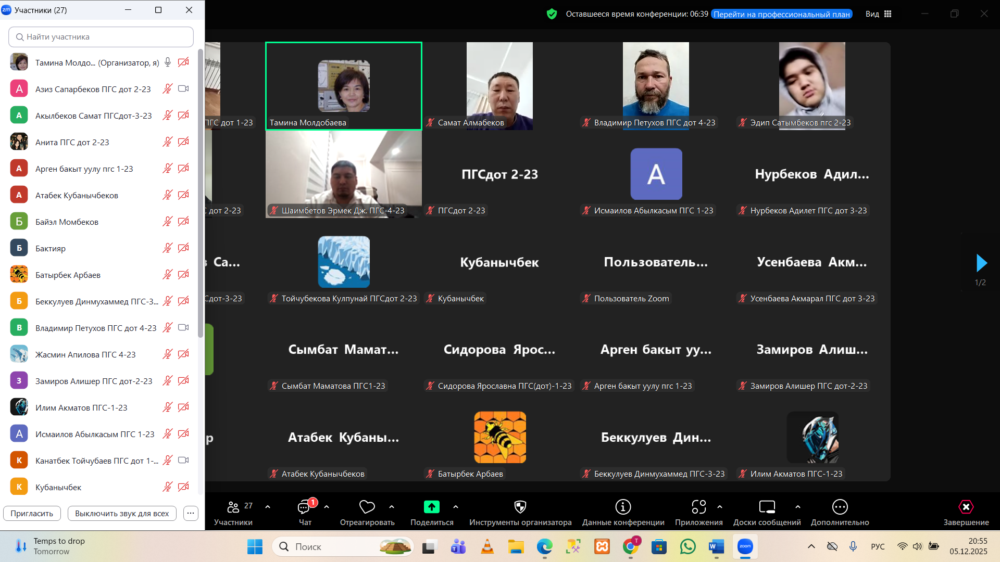 Участники (27)
Найти участника
Тамина Молдо... (Организатор, я)
Азиз Сапарбеков ПГС дот 2-23
Акылбеков Самат ПГСдот-3-23
Анита ПГС дот 2-23
Арген бакыт уулу пгс 1-23
Атабек Кубанычбеков
Байэл Момбеков
Бактияр
Батырбек Арбаев
Беккулуев Динмухаммед ПГС-3...
Владимир Петухов ПГС дот 4-23
Жасмин Апилова ПГС 4-23
Замиров Алишер ПГС дот-2-23
Илим Акматов ПГС-1-23
Исмаилов Абылкасым ПГС 1-23
Канатбек Тойчубаев ПГС дот 1-...
Кубанычбек
Пригласить
Выключить звук для всех
Оставшееся время конференции: 06:39 Перейти на профессиональный план Вид
ПГС дот 1-23
Тамина Молдобаева
Самат Алмабеков
Владимир Петухов ПГС дот 4-23
Эдип Сатымбеков пгс 2-23
ПГСдот 2-23
А
Нурбеков Адил...
дот 2-23
Шаимбетов Эрмек Дж. ПГС-4-23
ПГСдот 2-23
Исмаилов Абылкасым ПГС 1-23
Нурбеков Адилет ПГС дот 3-23
Са...
Кубанычбек
Пользователь...
Усенбаева Акм...
Сдот-3-23
Тойчубекова Кулпунай ПГСдот 2-23
Кубанычбек
Пользователь Zoom
Усенбаева Акмарал ПГС дот 3-23
1/2
Сымбат Мамат...
Сидорова Ярос...
Арген бакыт уу...
Замиров Алиш...
Сымбат Маматова ПГС1-23
Сидорова Ярославна ПГС(дот)-1-23
Арген бакыт уулу пгс 1-23
Замиров Алишер ПГС дот-2-23
р
Атабек Кубаны...
Беккулуев Дин...
Атабек Кубанычбеков
Батырбек Арбаев
Беккулуев Динмухаммед ПГС-3-23
Илим Акматов ПГС-1-23
27
1
Участники
Чат
Отреагировать
Поделиться
Инструменты организатора
Данные конференции
Приложения
Доски сообщений
Дополнительно
Завершение
Temps to drop
Tomorrow
Поиск
zoom
РУС
20:55
05.12.2025